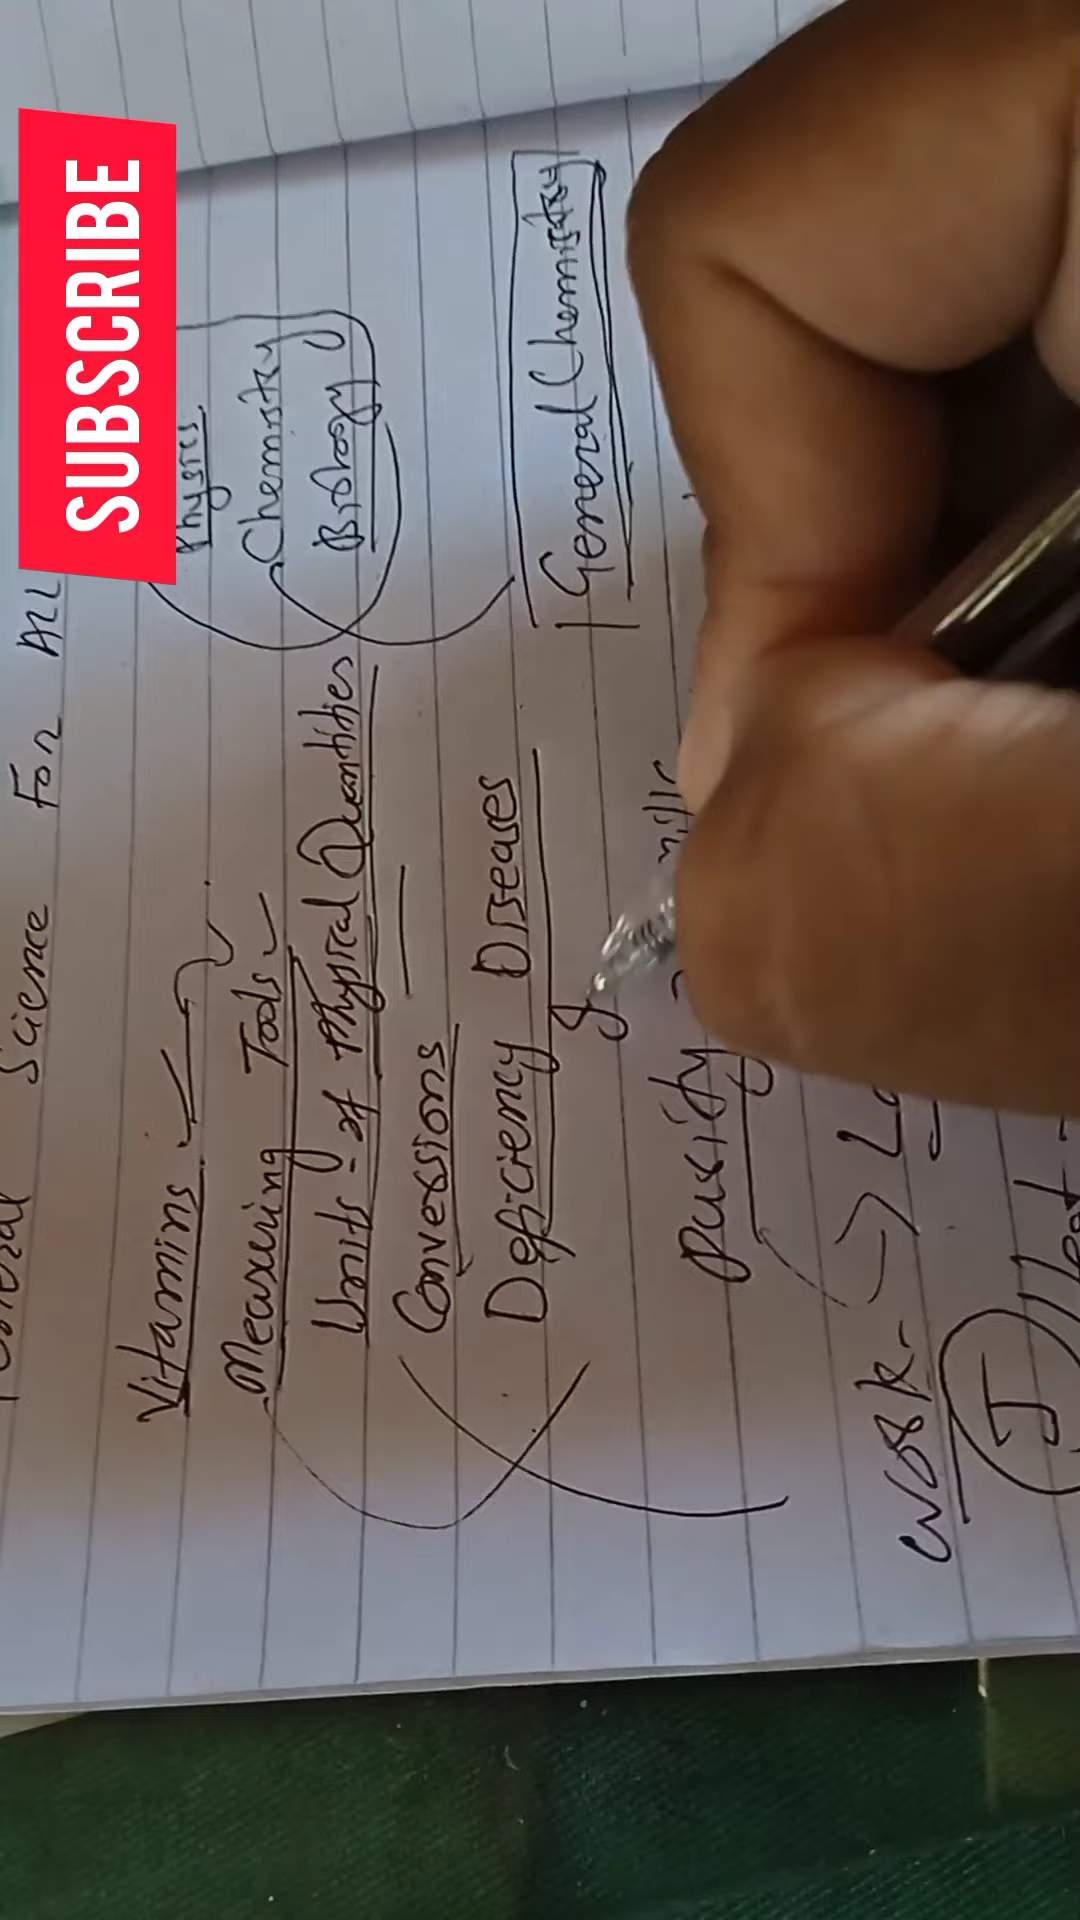 SUBSCRIBE
Science For ALL
Vitamins
Physics
Measuring Tools
Chemistry
Units of Physical Quantities
Biology
Conversions
Deficiency Diseases
General Chemistry
purity
work
J